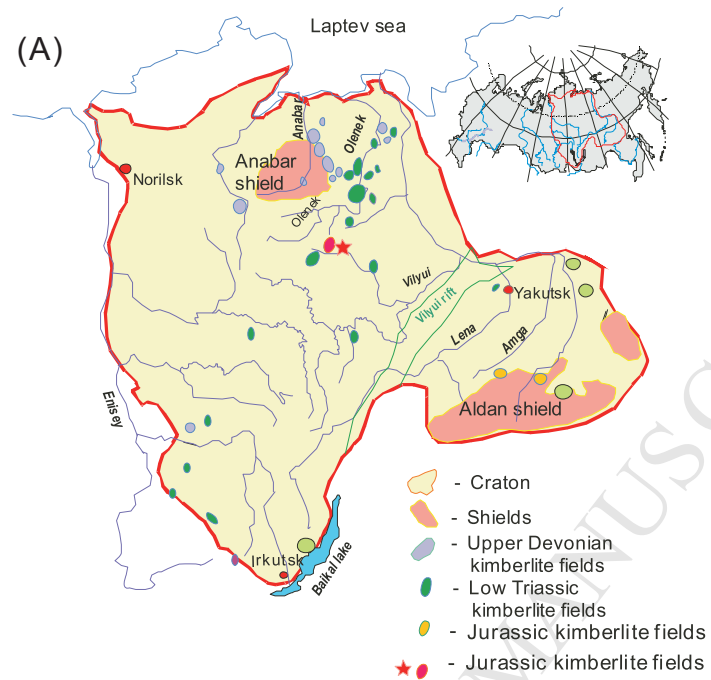 (A)
Laptev sea
Anabar
Olenek
Anabar
shield
Norilsk
Olenek
Vilyui
Vilyui rift
Yakutsk
Lena
Amga
Enisey
Aldan shield
Irkutsk
Baikal lake
- Craton
- Shields
- Upper Devonian
kimberlite fields
- Low Triassic
kimberlite fields
- Jurassic kimberlite fields
- Jurassic kimberlite fields
MANUSC